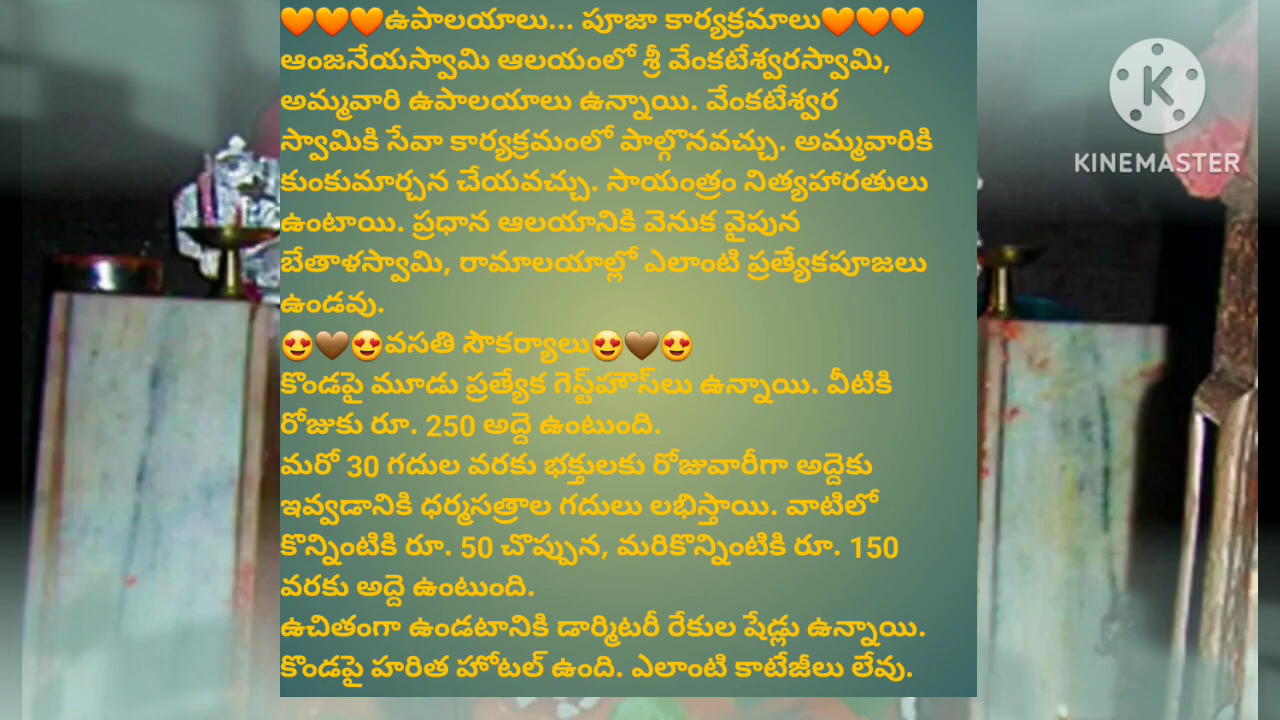 🧡🧡🧡ఉపాలయాలు... పూజా కార్యక్రమాలు🧡🧡🧡
ఆంజనేయస్వామి ఆలయంలో శ్రీ వేంకటేశ్వరస్వామి,
అమ్మవారి ఉపాలయాలు ఉన్నాయి. వేంకటేశ్వర
స్వామికి సేవా కార్యక్రమంలో పాల్గొనవచ్చు. అమ్మవారికి
కుంకుమార్చన చేయవచ్చు. సాయంత్రం నిత్యహారతులు
ఉంటాయి. ప్రధాన ఆలయానికి వెనుక వైపున
బేతాళస్వామి, రామాలయాల్లో ఎలాంటి ప్రత్యేకపూజలు
ఉండవు.
😍🤎😍వసతి సౌకర్యాలు😍🤎😍
కొండపై మూడు ప్రత్యేక గెస్ట్‌హౌస్‌లు ఉన్నాయి. వీటికి
రోజుకు రూ. 250 అద్దె ఉంటుంది.
మరో 30 గదుల వరకు భక్తులకు రోజువారీగా అద్దెకు
ఇవ్వడానికి ధర్మసత్రాల గదులు లభిస్తాయి. వాటిలో
కొన్నింటికి రూ. 50 చొప్పున, మరికొన్నింటికి రూ. 150
వరకు అద్దె ఉంటుంది.
ఉచితంగా ఉండటానికి డార్మిటరీ రేకుల షేడ్లు ఉన్నాయి.
కొండపై హరిత హోటల్ ఉంది. ఎలాంటి కాటేజీలు లేవు.
K
KINEMASTER